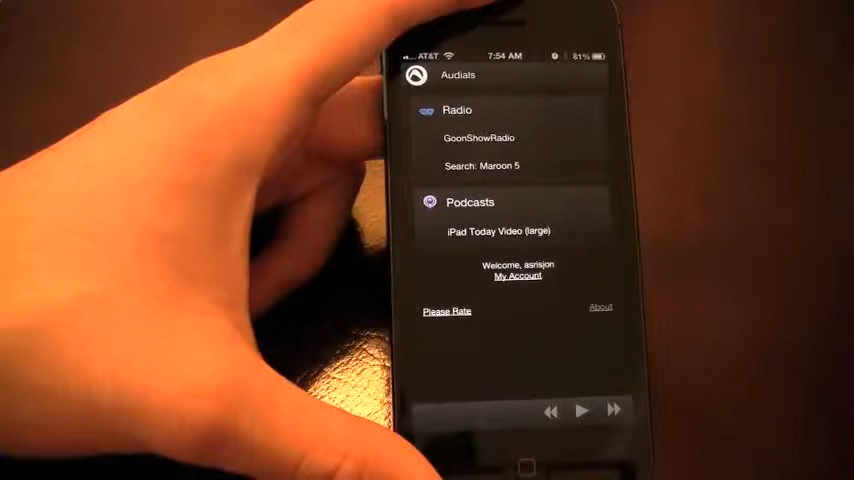 AT&T 7:54 AM 81%
Audials
Radio
GoonShowRadio
Search: Maroon 5
Podcasts
iPad Today Video (large)
Welcome, asrisjon
My Account
Please Rate
About